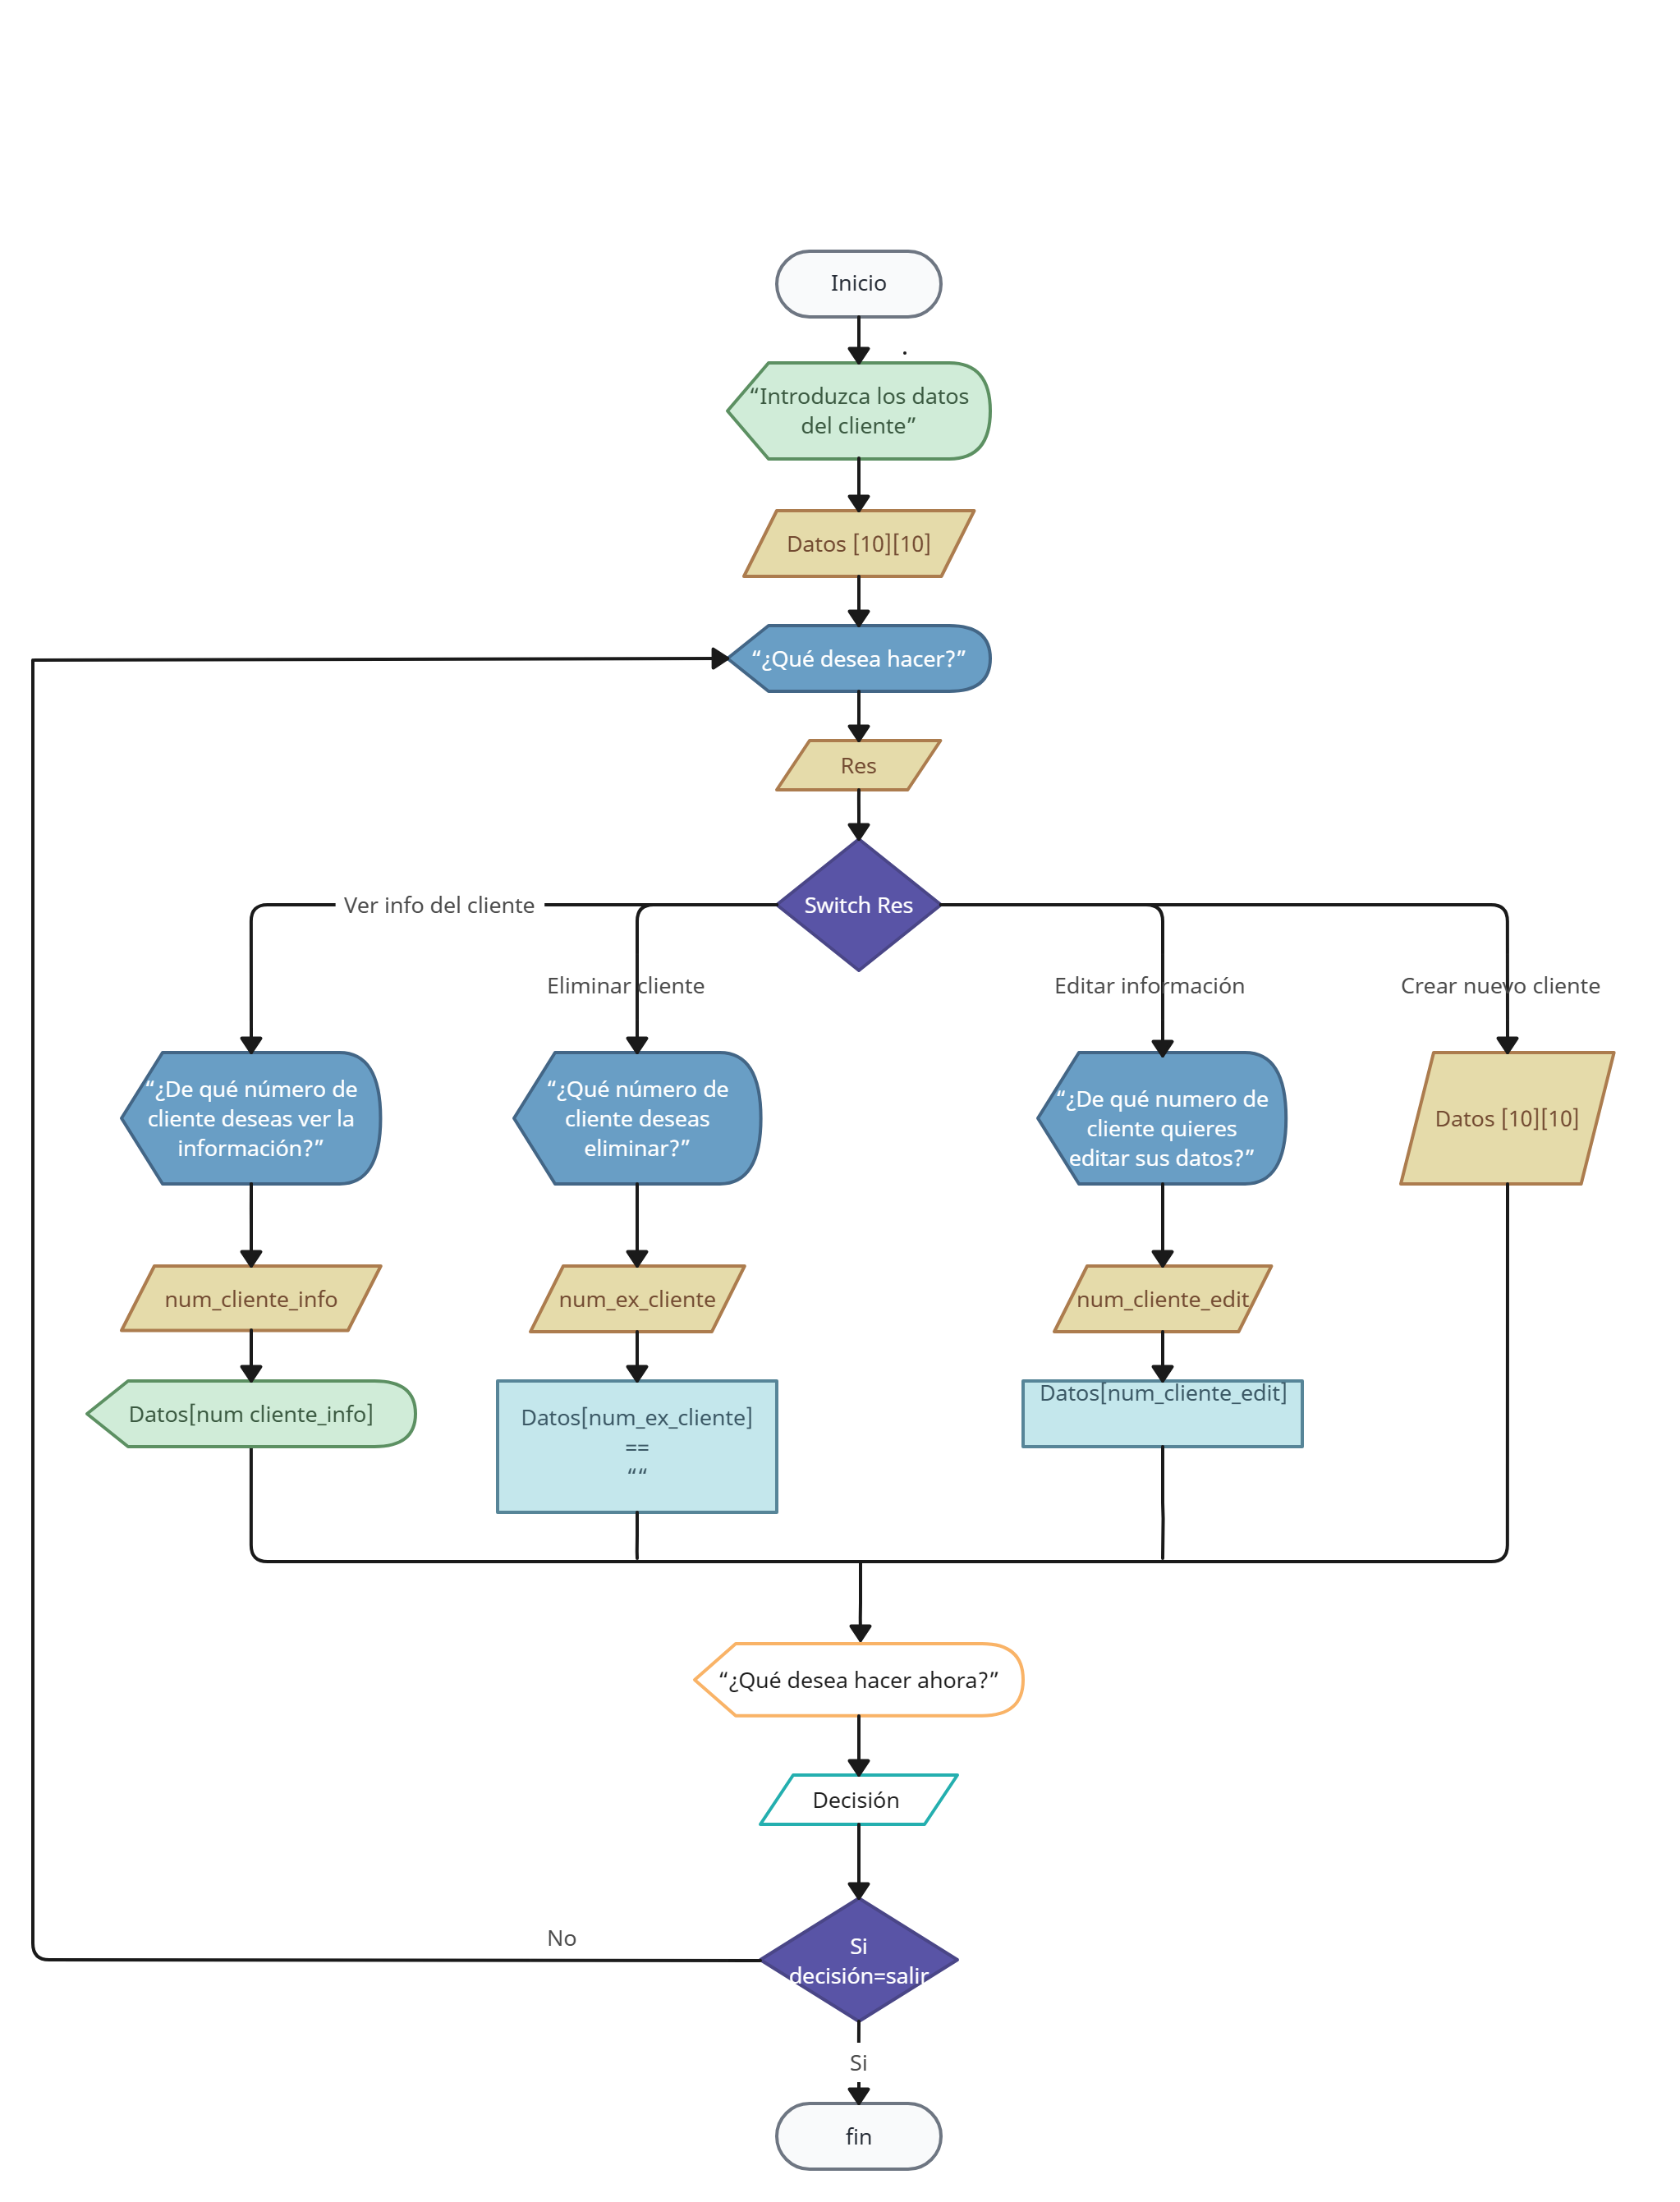 Inicio
“Introduzca los datos
del cliente”
Datos [10][10]
“¿Qué desea hacer?”
Res
Switch Res
Ver info del cliente
Eliminar cliente
Editar información
Crear nuevo cliente
“¿De qué número de
cliente deseas ver la
información?”
“¿Qué número de
cliente deseas
eliminar?”
“¿De qué numero de
cliente quieres
editar sus datos?”
Datos [10][10]
num_cliente_info
num_ex_cliente
num_cliente_edit
Datos[num cliente_info]
Datos[num_ex_cliente]
==
““
Datos[num_cliente_edit]
“¿Qué desea hacer ahora?”
Decisión
No
Si
decisión=salir
Si
fin